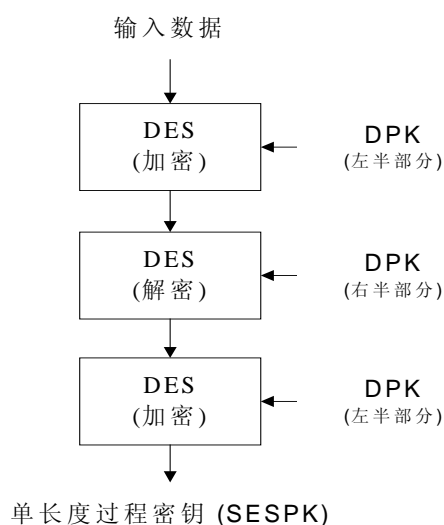 输入数据
DES
(加密)
DPK
(左半部分)
DES
(解密)
DPK
(右半部分)
DES
(加密)
DPK
(左半部分)
单长度过程密钥 (SESPK)